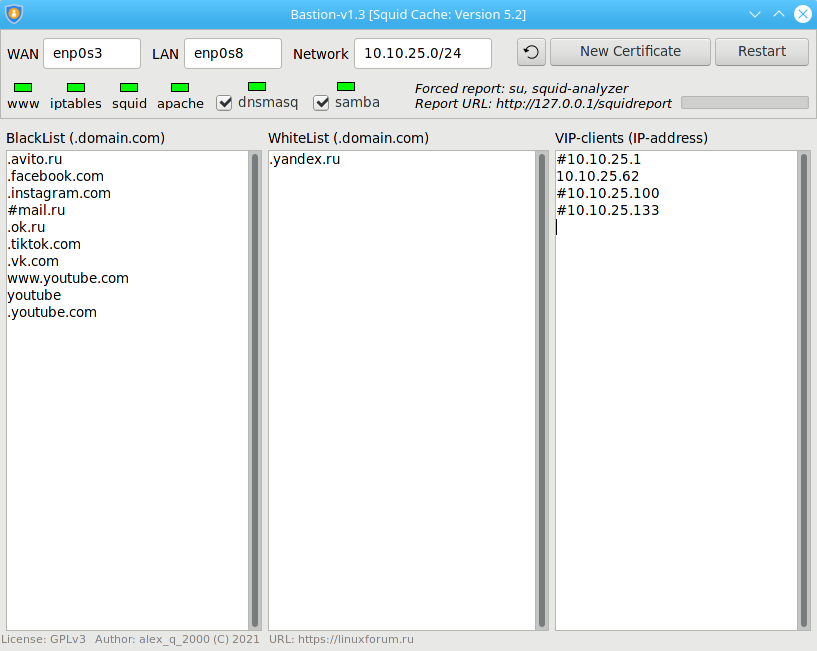 Bastion-v1.3 [Squid Cache: Version 5.2]
WAN enp0s3 LAN enp0s8 Network 10.10.25.0/24 New Certificate Restart
www iptables squid apache dnsmasq samba
Forced report: su, squid-analyzer
Report URL: http://127.0.0.1/squidreport
BlackList (.domain.com)
.avito.ru
.facebook.com
.instagram.com
#mail.ru
.ok.ru
.tiktok.com
.vk.com
www.youtube.com
youtube
.youtube.com
WhiteList (.domain.com)
.yandex.ru
VIP-clients (IP-address)
#10.10.25.1
10.10.25.62
#10.10.25.100
#10.10.25.133
License: GPLv3 Author: alex_q_2000 (C) 2021 URL: https://linuxforum.ru